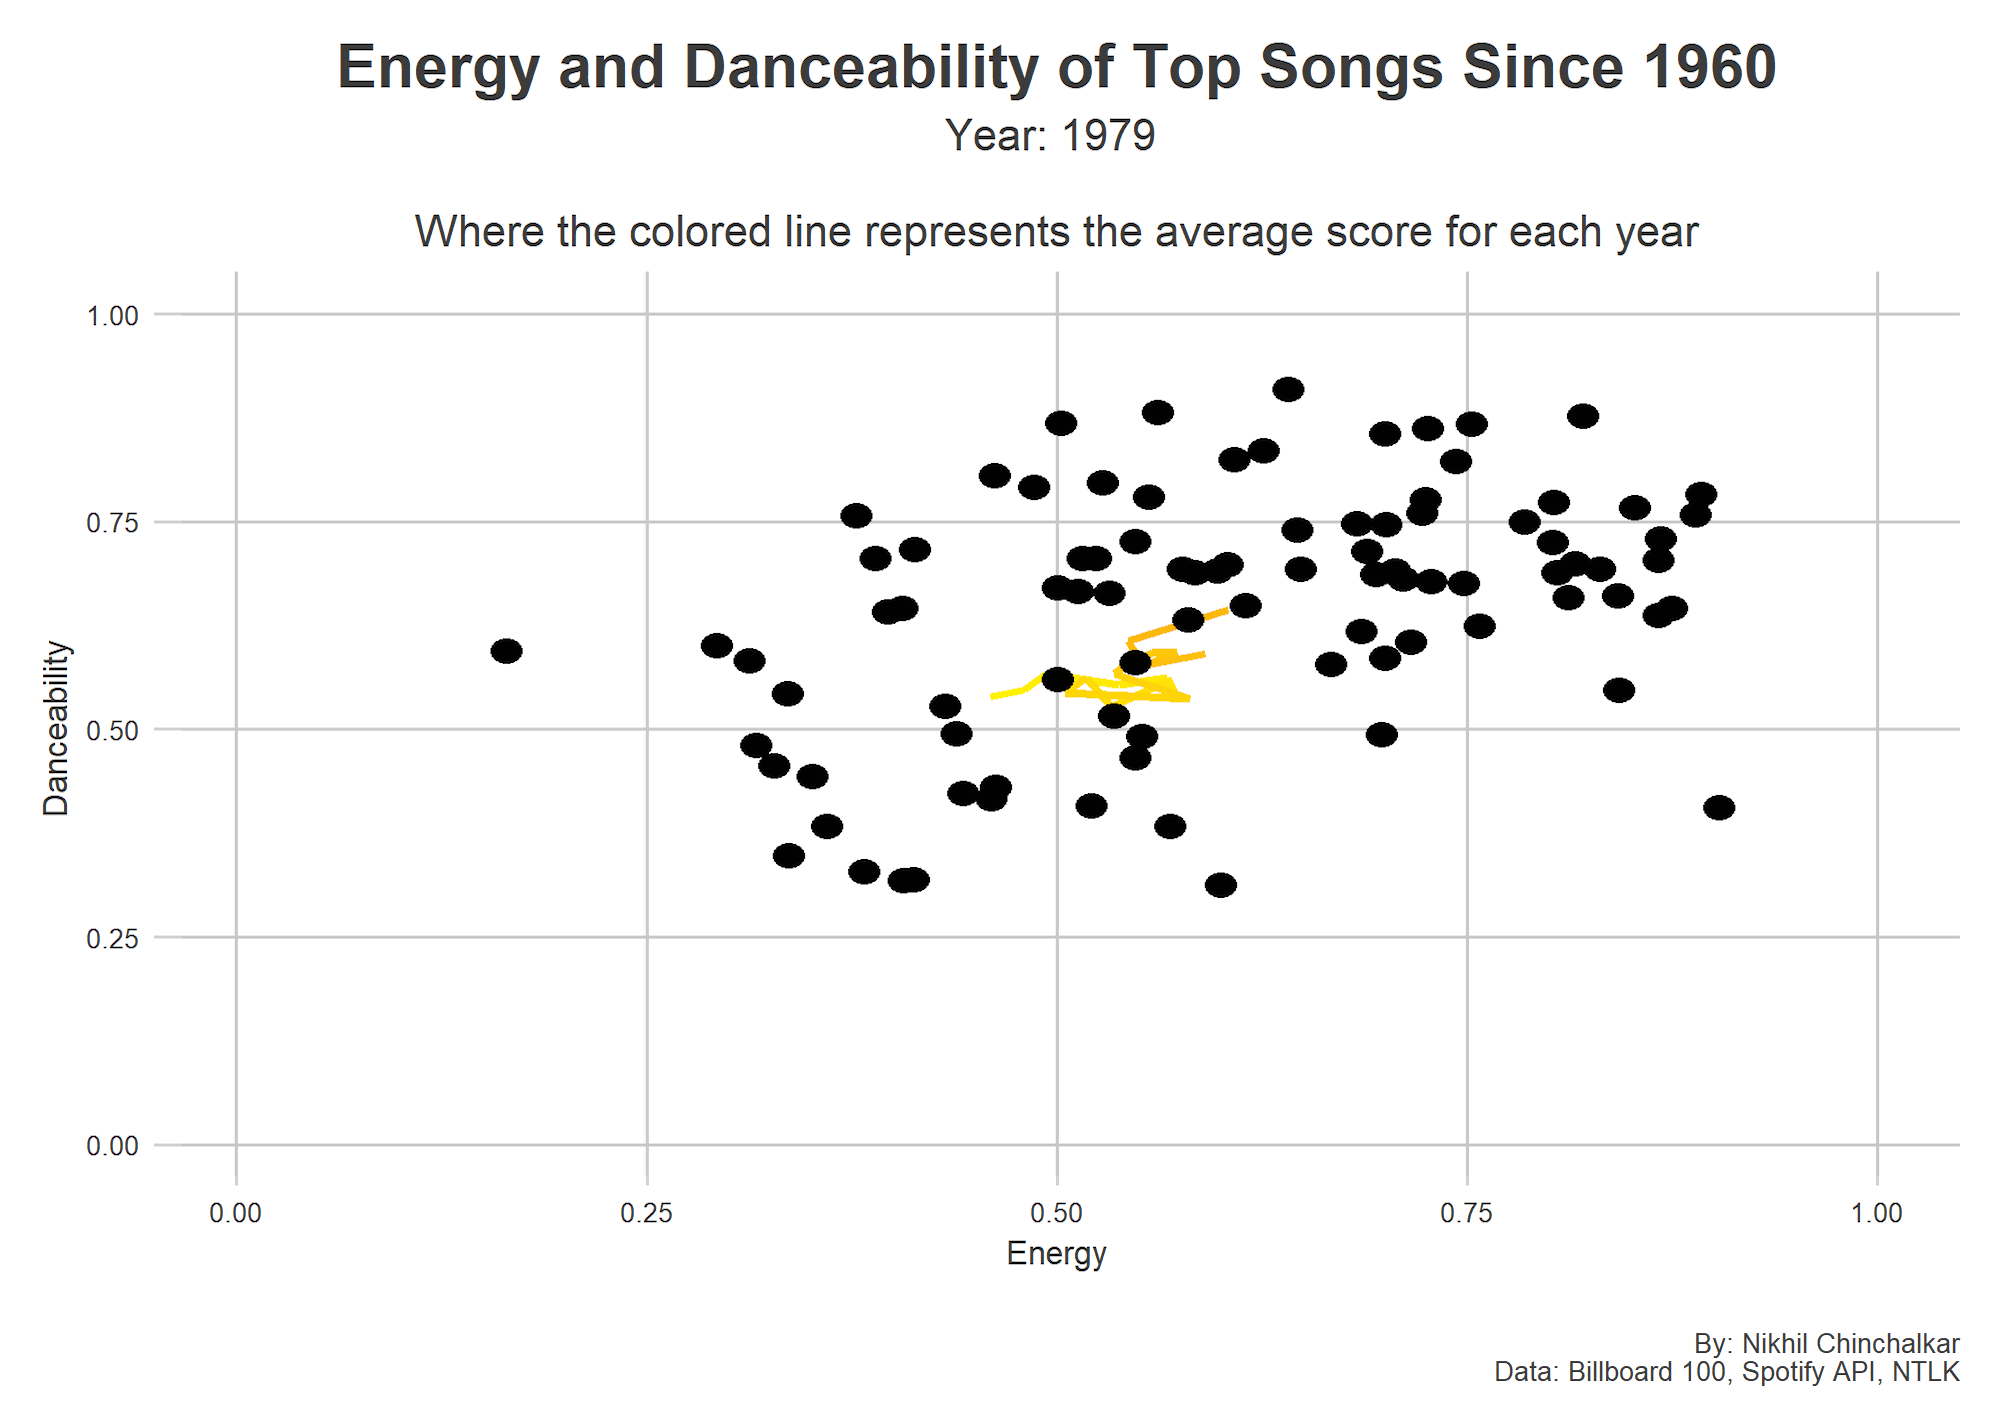 Energy and Danceability of Top Songs Since 1960
Year: 1979
Where the colored line represents the average score for each year
1.00
0.75
0.50
0.25
0.00
Danceability
0.00 0.25 0.50 0.75 1.00
Energy
By: Nikhil Chinchalkar
Data: Billboard 100, Spotify API, NTLK